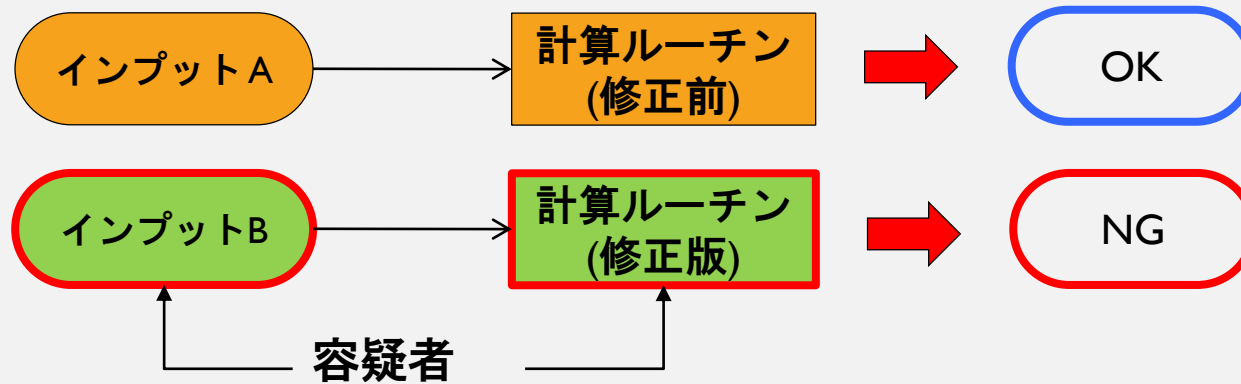 インプットA
計算ルーチン
(修正前)
OK
インプットB
計算ルーチン
(修正版)
NG
容疑者